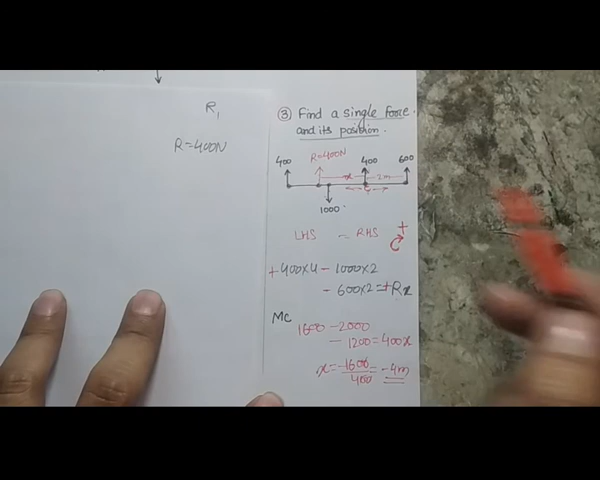 R₁
R=400N
③ Find a single force.
and its position.
400 R=400N 400 600
x 2m
1000
LHS = RHS +
+400×4 - 1000×2
- 600×2=+Rx
Mc
1600 - 2000
- 1200=400x
x= -1600/400 = -4m